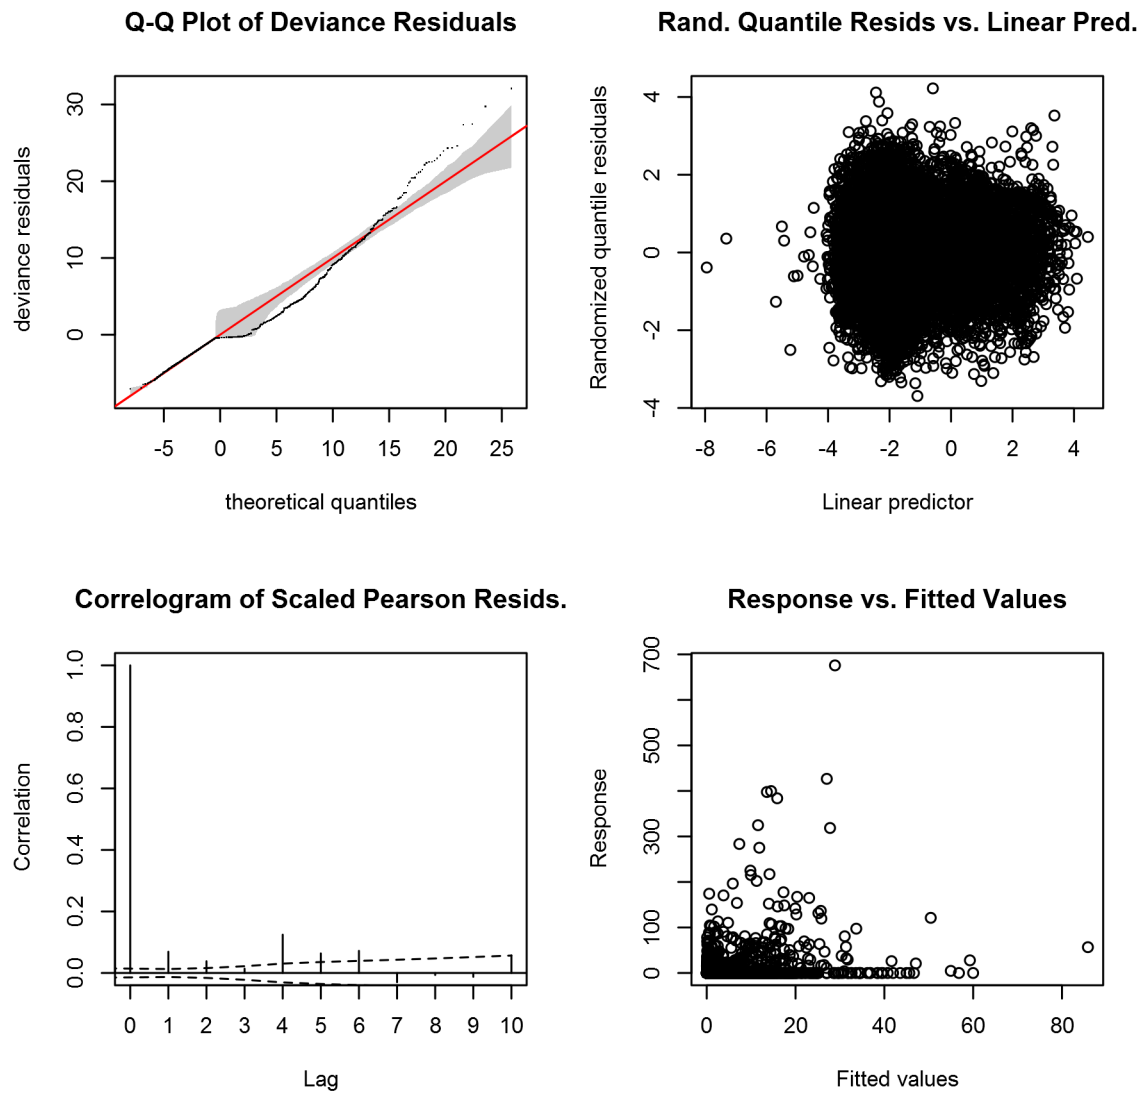 Q-Q Plot of Deviance Residuals
30
20
10
0
deviance residuals
-5 0 5 10 15 20 25
theoretical quantiles
Rand. Quantile Resids vs. Linear Pred.
4
2
0
-2
-4
Randomized quantile residuals
-8 -6 -4 -2 0 2 4
Linear predictor
Correlogram of Scaled Pearson Resids.
1.0
0.8
0.6
0.4
0.2
0.0
Correlation
0 1 2 3 4 5 6 7 8 9 10
Lag
Response vs. Fitted Values
700
500
300
100
0
Response
0 20 40 60 80
Fitted values